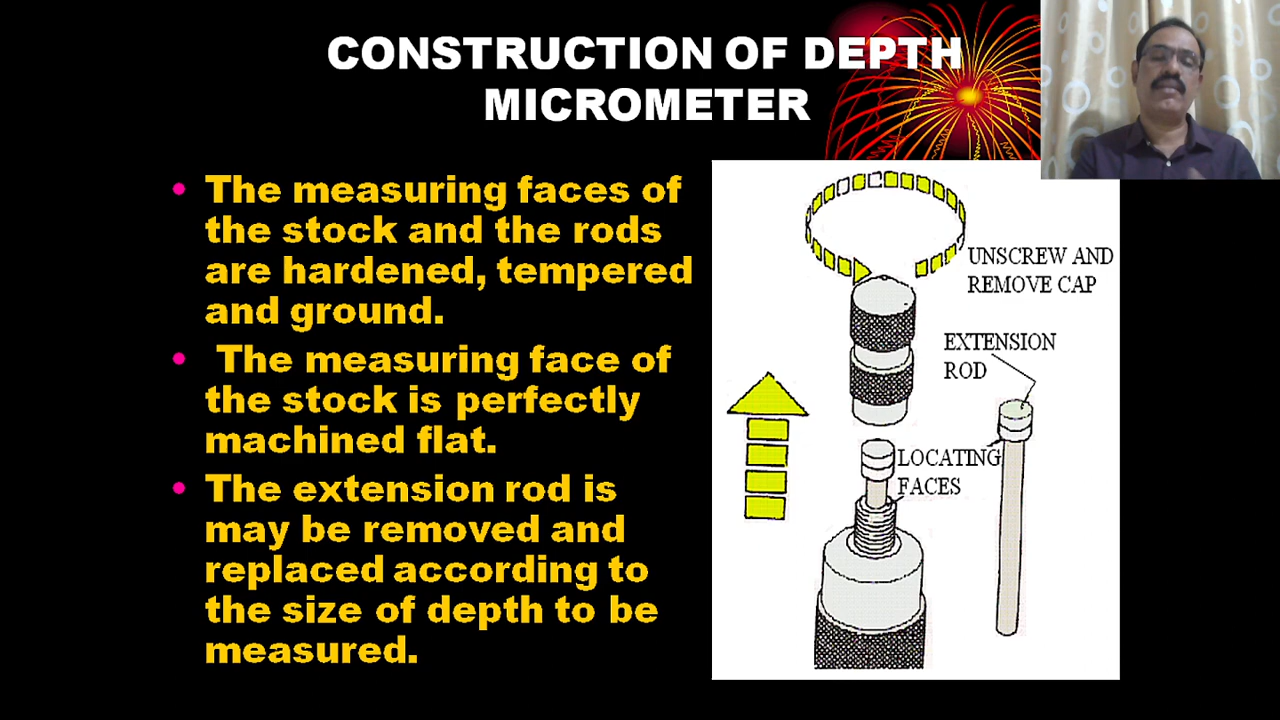 CONSTRUCTION OF DEPTH
MICROMETER
• The measuring faces of
the stock and the rods
are hardened, tempered
and ground.
• The measuring face of
the stock is perfectly
machined flat.
• The extension rod is
may be removed and
replaced according to
the size of depth to be
measured.
UNSCREW AND
REMOVE CAP
EXTENSION
ROD
LOCATING
FACES